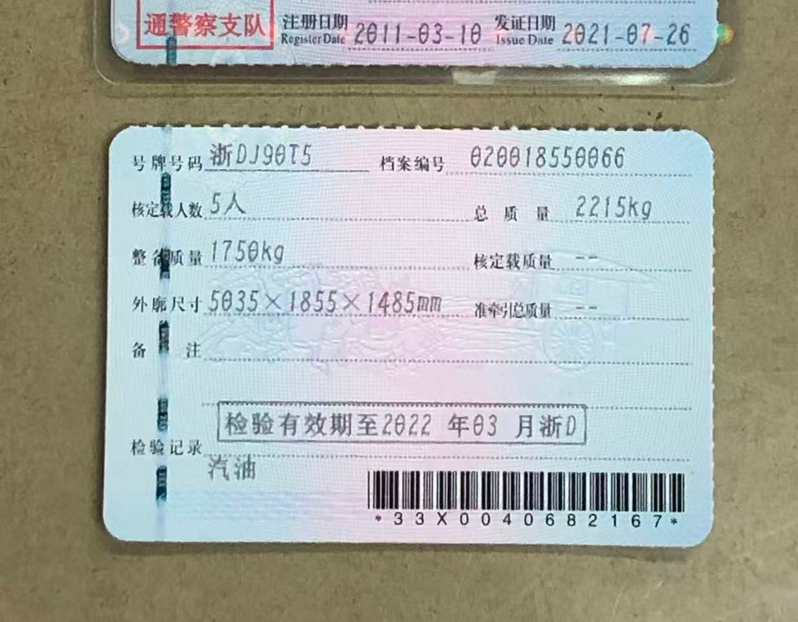 通警察支队 注册日期 2011-03-10 发证日期 2021-07-26
Register Date Issue Date
号牌号码 浙DJ90T5 档案编号 020018550066
核定载人数 5人 总质量 2215kg
整备质量 1750kg 核定载质量 --
外廓尺寸 5035×1855×1485mm 准牵引总质量 --
备注
检验有效期至2022 年03 月浙D
检验记录
汽油
*33X0040682167*